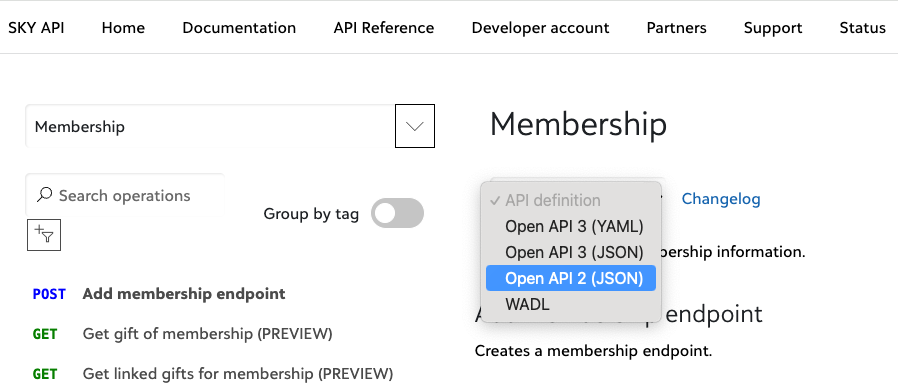 SKY API Home Documentation API Reference Developer account Partners Support Status
Membership
Search operations
Group by tag
POST Add membership endpoint
GET Get gift of membership (PREVIEW)
GET Get linked gifts for membership (PREVIEW)
Membership
✓ API definition
Open API 3 (YAML)
Open API 3 (JSON)
Open API 2 (JSON)
WADL
Changelog
bership information.
endpoint
Creates a membership endpoint.